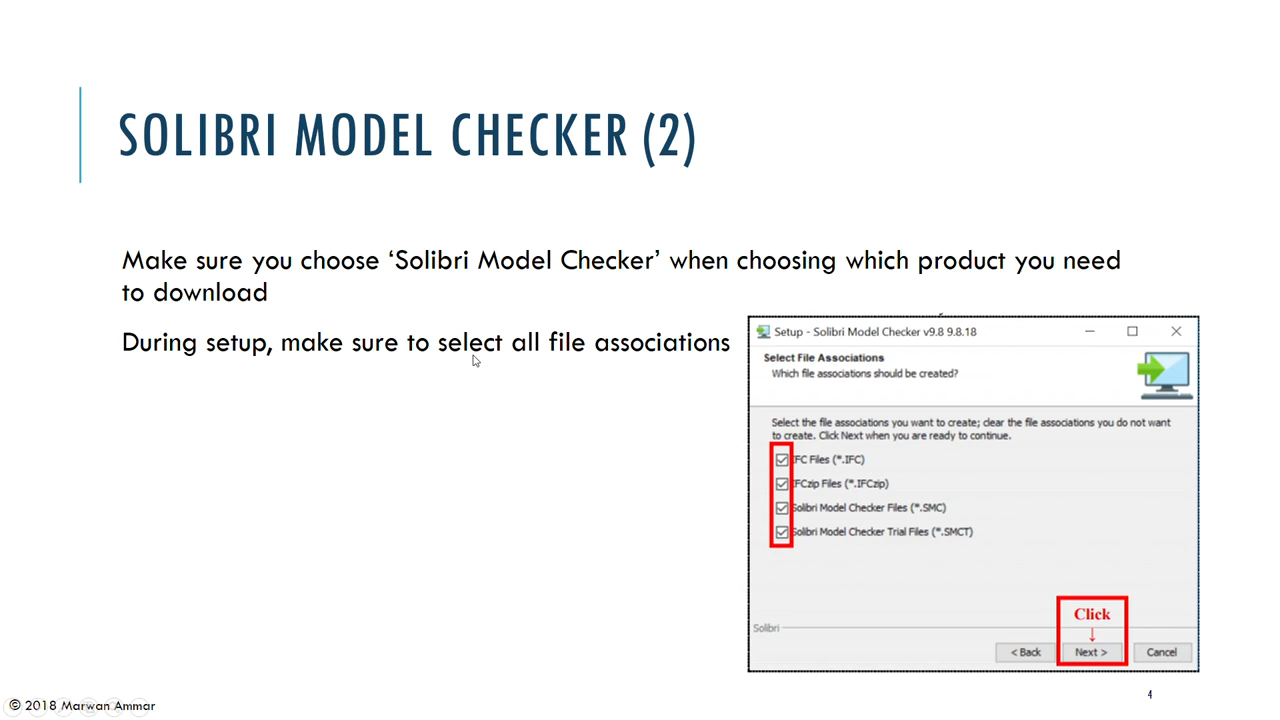 SOLIBRI MODEL CHECKER (2)
Make sure you choose ‘Solibri Model Checker’ when choosing which product you need
to download
During setup, make sure to select all file associations
Setup - Solibri Model Checker v9.8 9.8.18
Select File Associations
Which file associations should be created?
Select the file associations you want to create; clear the file associations you do not want
to create. Click Next when you are ready to continue.
IFC Files (*.IFC)
IFCzip Files (*.IFCzip)
Solibri Model Checker Files (*.SMC)
Solibri Model Checker Trial Files (*.SMCT)
Click
↓
Solibri
< Back Next > Cancel
4
© 2018 Marwan Ammar